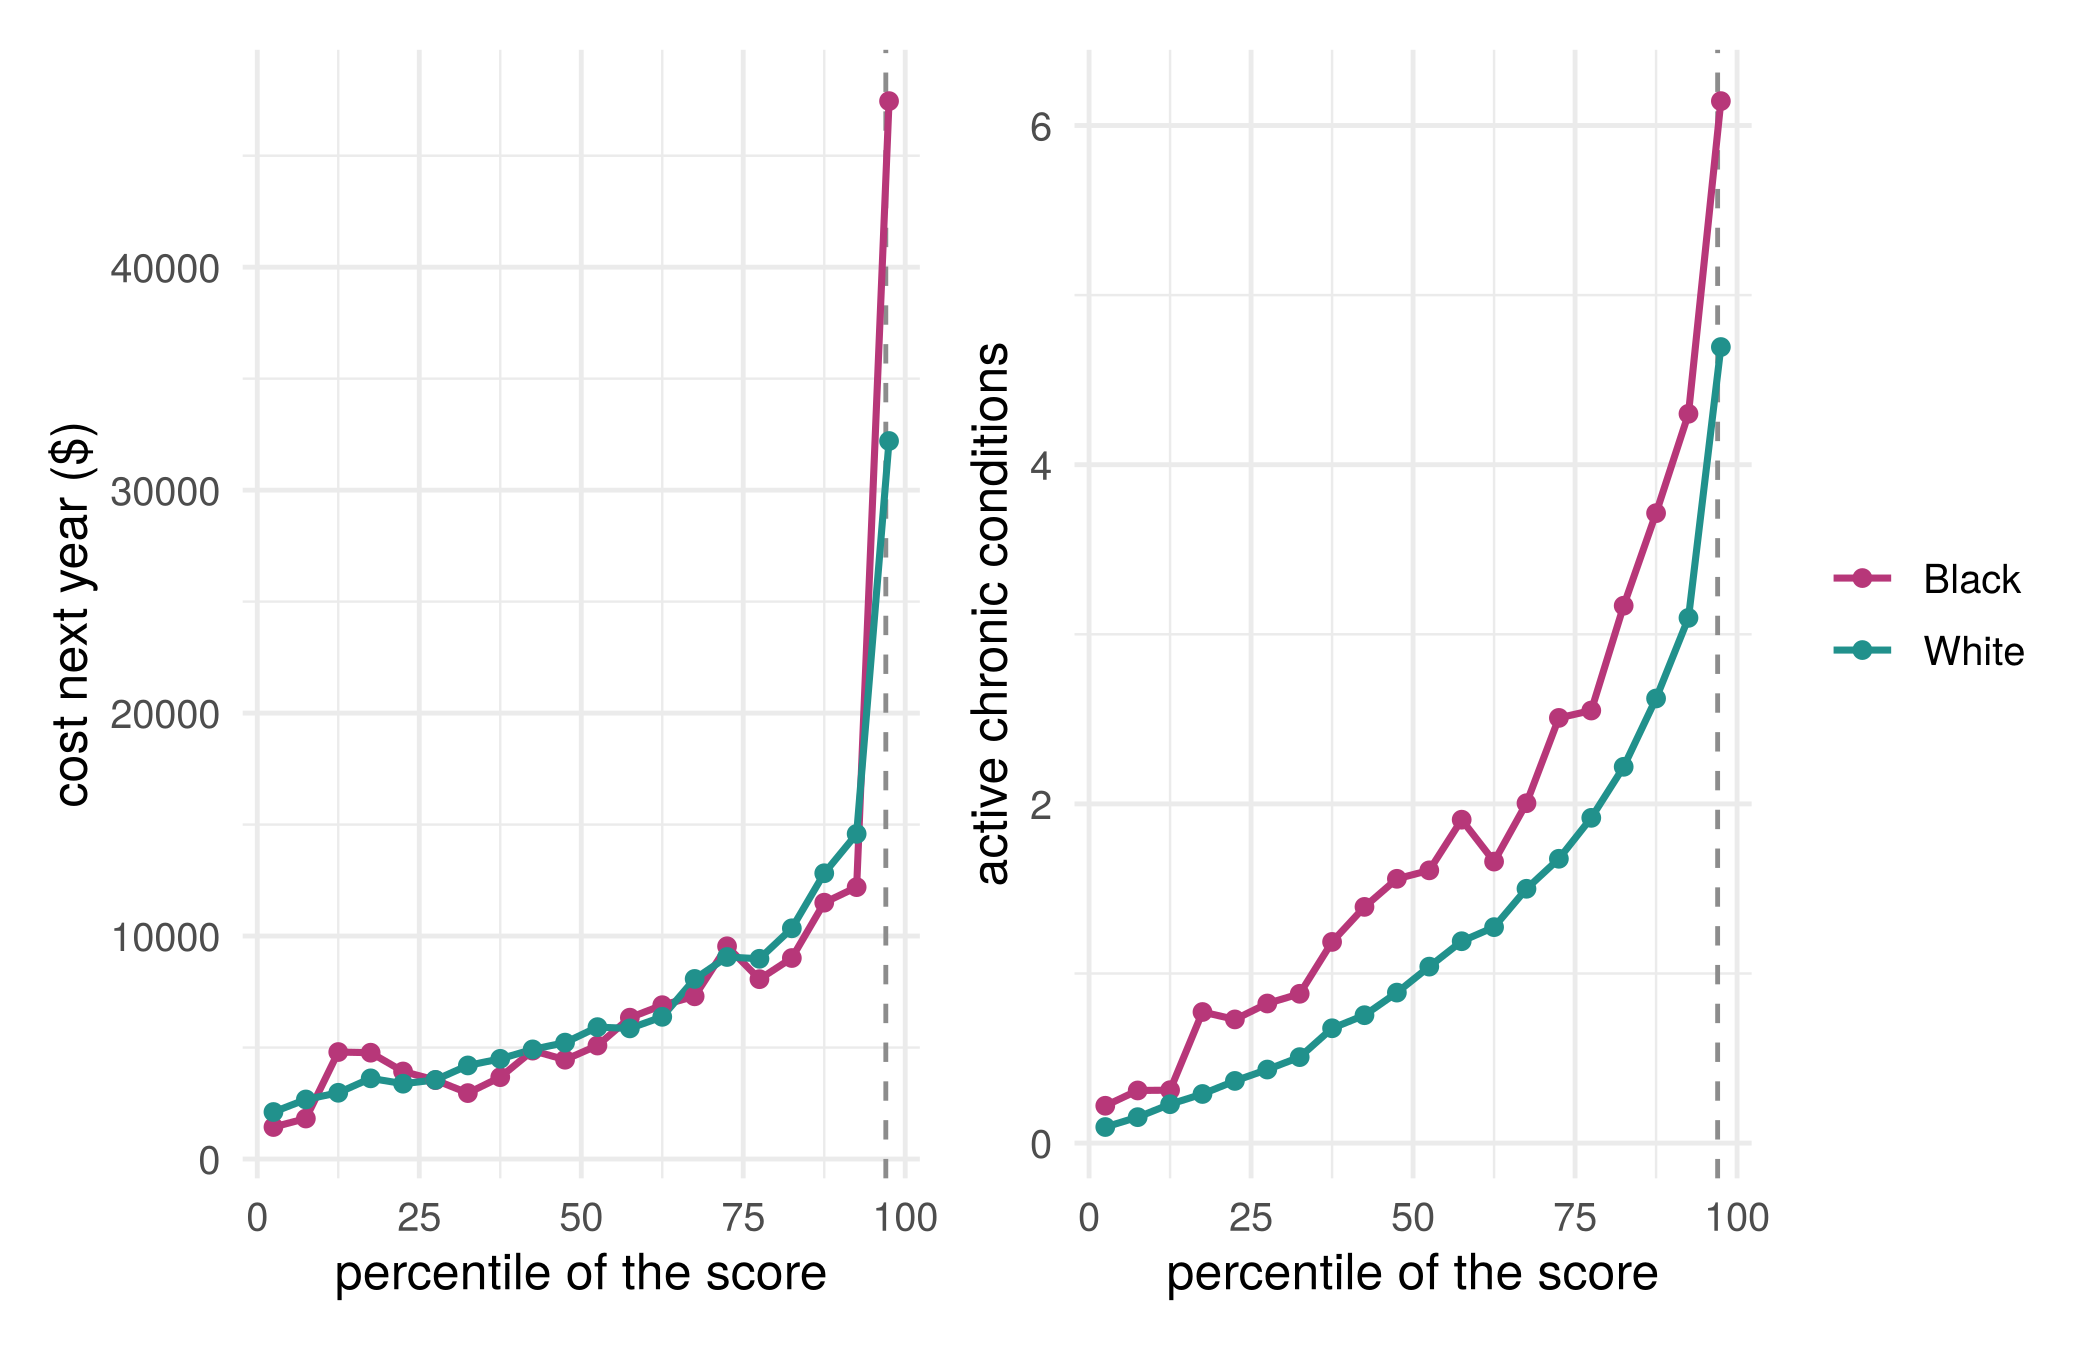 cost next year ($)
40000
30000
20000
10000
0
0 25 50 75 100
percentile of the score
active chronic conditions
6
4
2
0
0 25 50 75 100
percentile of the score
Black
White